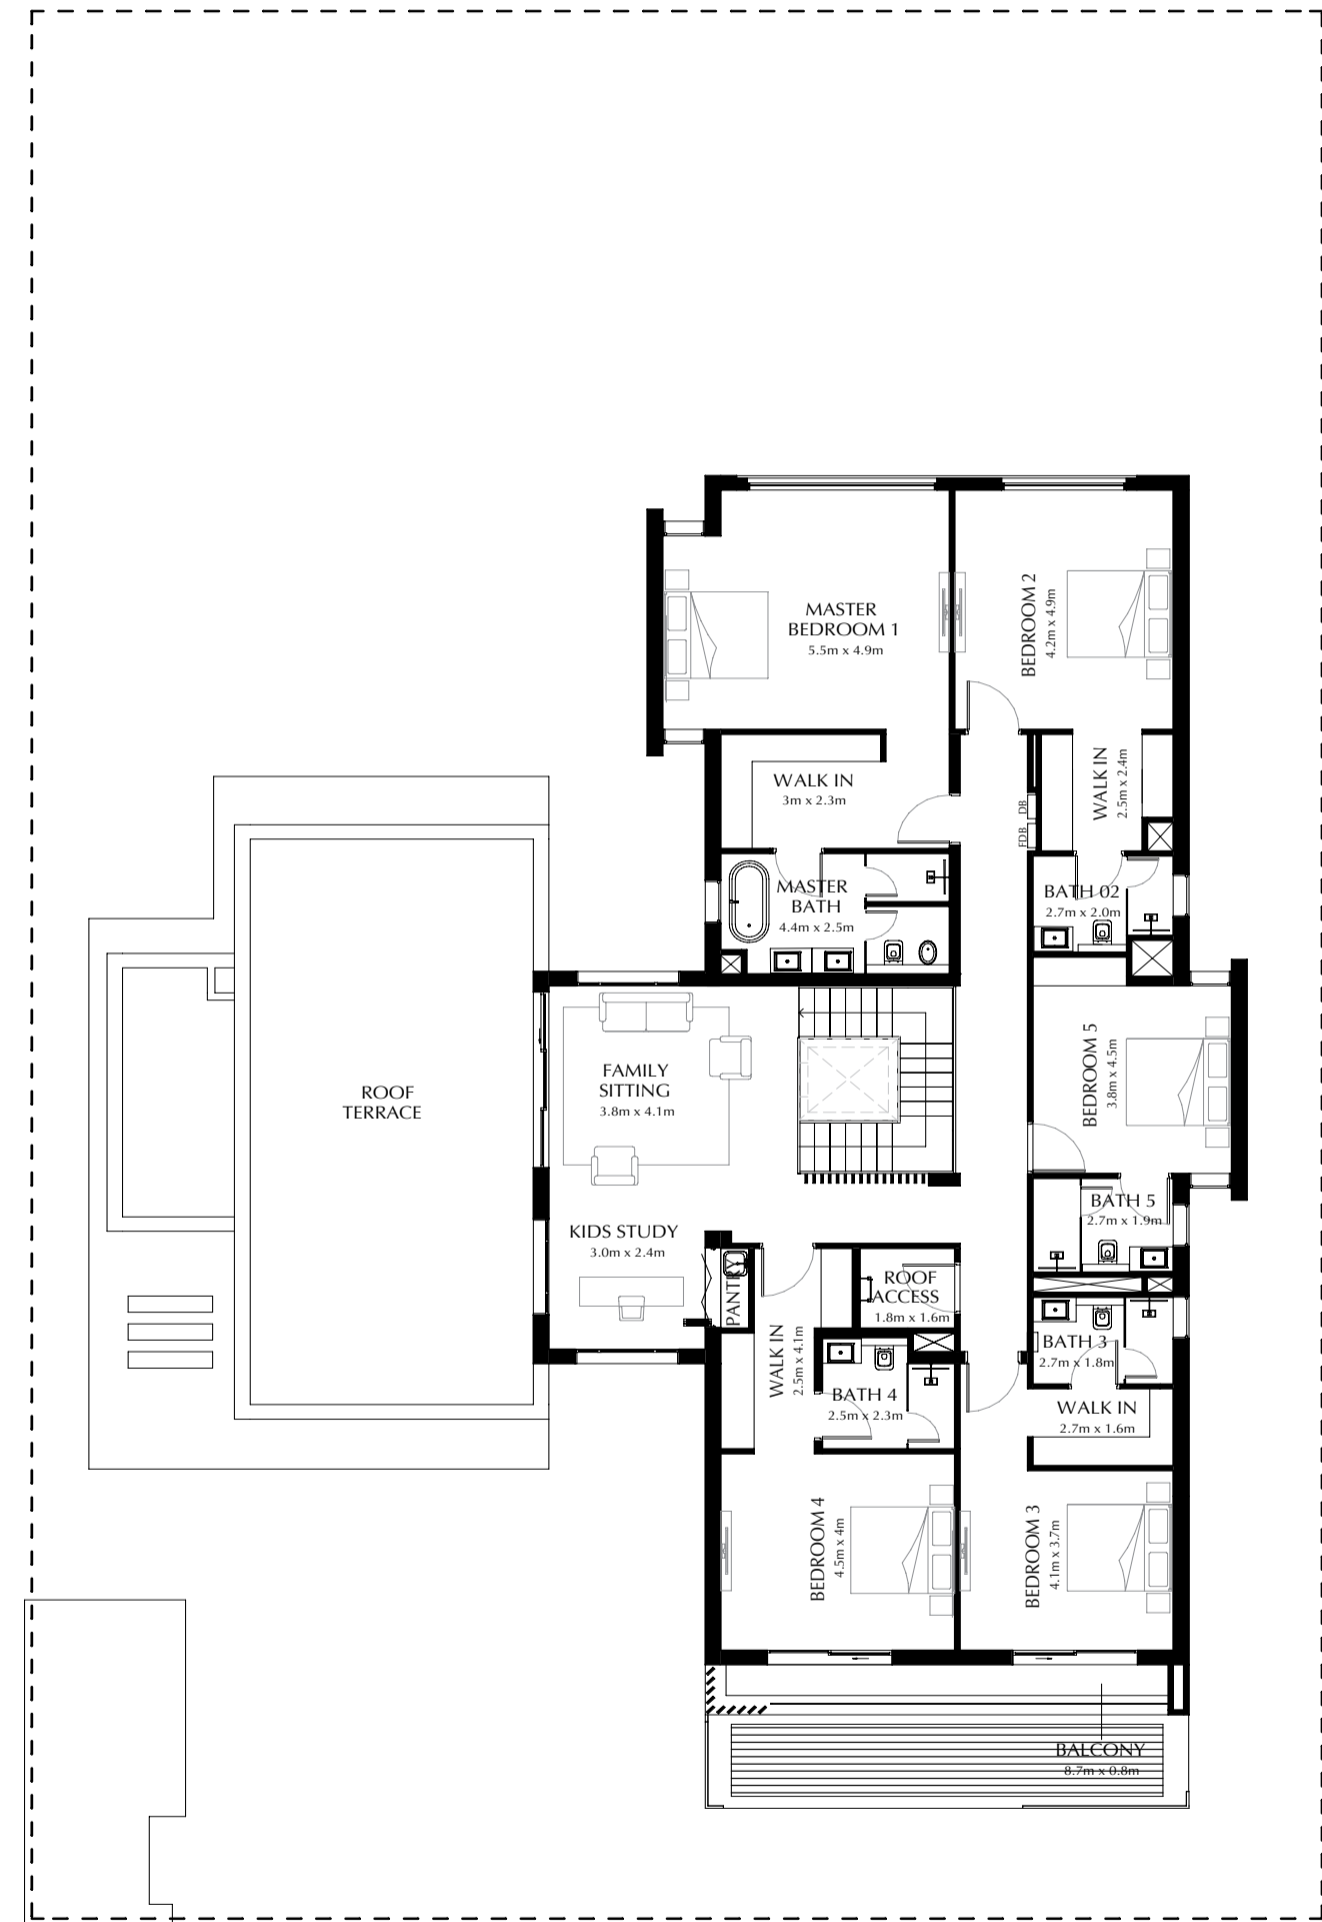 MASTER
BEDROOM 1
5.5m x 4.9m
BEDROOM 2
4.2m x 4.9m
WALK IN
3m x 2.3m
WALK IN
2.5m x 2.4m
DB
FDB
MASTER
BATH
4.4m x 2.5m
BATH 02
2.7m x 2.0m
ROOF
TERRACE
FAMILY
SITTING
3.8m x 4.1m
BEDROOM 5
3.8m x 4.5m
KIDS STUDY
3.0m x 2.4m
BATH 5
2.7m x 1.9m
PANTRY
ROOF
ACCESS
1.8m x 1.6m
WALK IN
2.5m x 4.1m
BATH 3
2.7m x 1.8m
BATH 4
2.5m x 2.3m
WALK IN
2.7m x 1.6m
BEDROOM 4
4.5m x 4m
BEDROOM 3
4.1m x 3.7m
BALCONY
8.7m x 0.8m